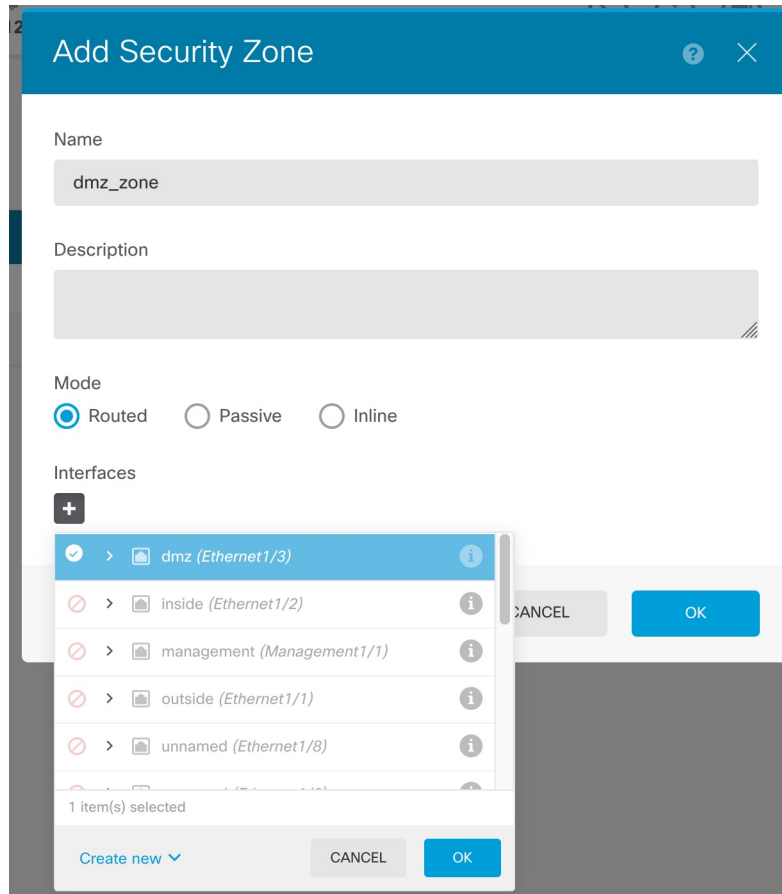 12
Add Security Zone
Name
dmz_zone
Description
Mode
Routed Passive Inline
Interfaces
dmz (Ethernet1/3)
inside (Ethernet1/2)
CANCEL OK
management (Management1/1)
outside (Ethernet1/1)
unnamed (Ethernet1/8)
1 item(s) selected
Create new CANCEL OK